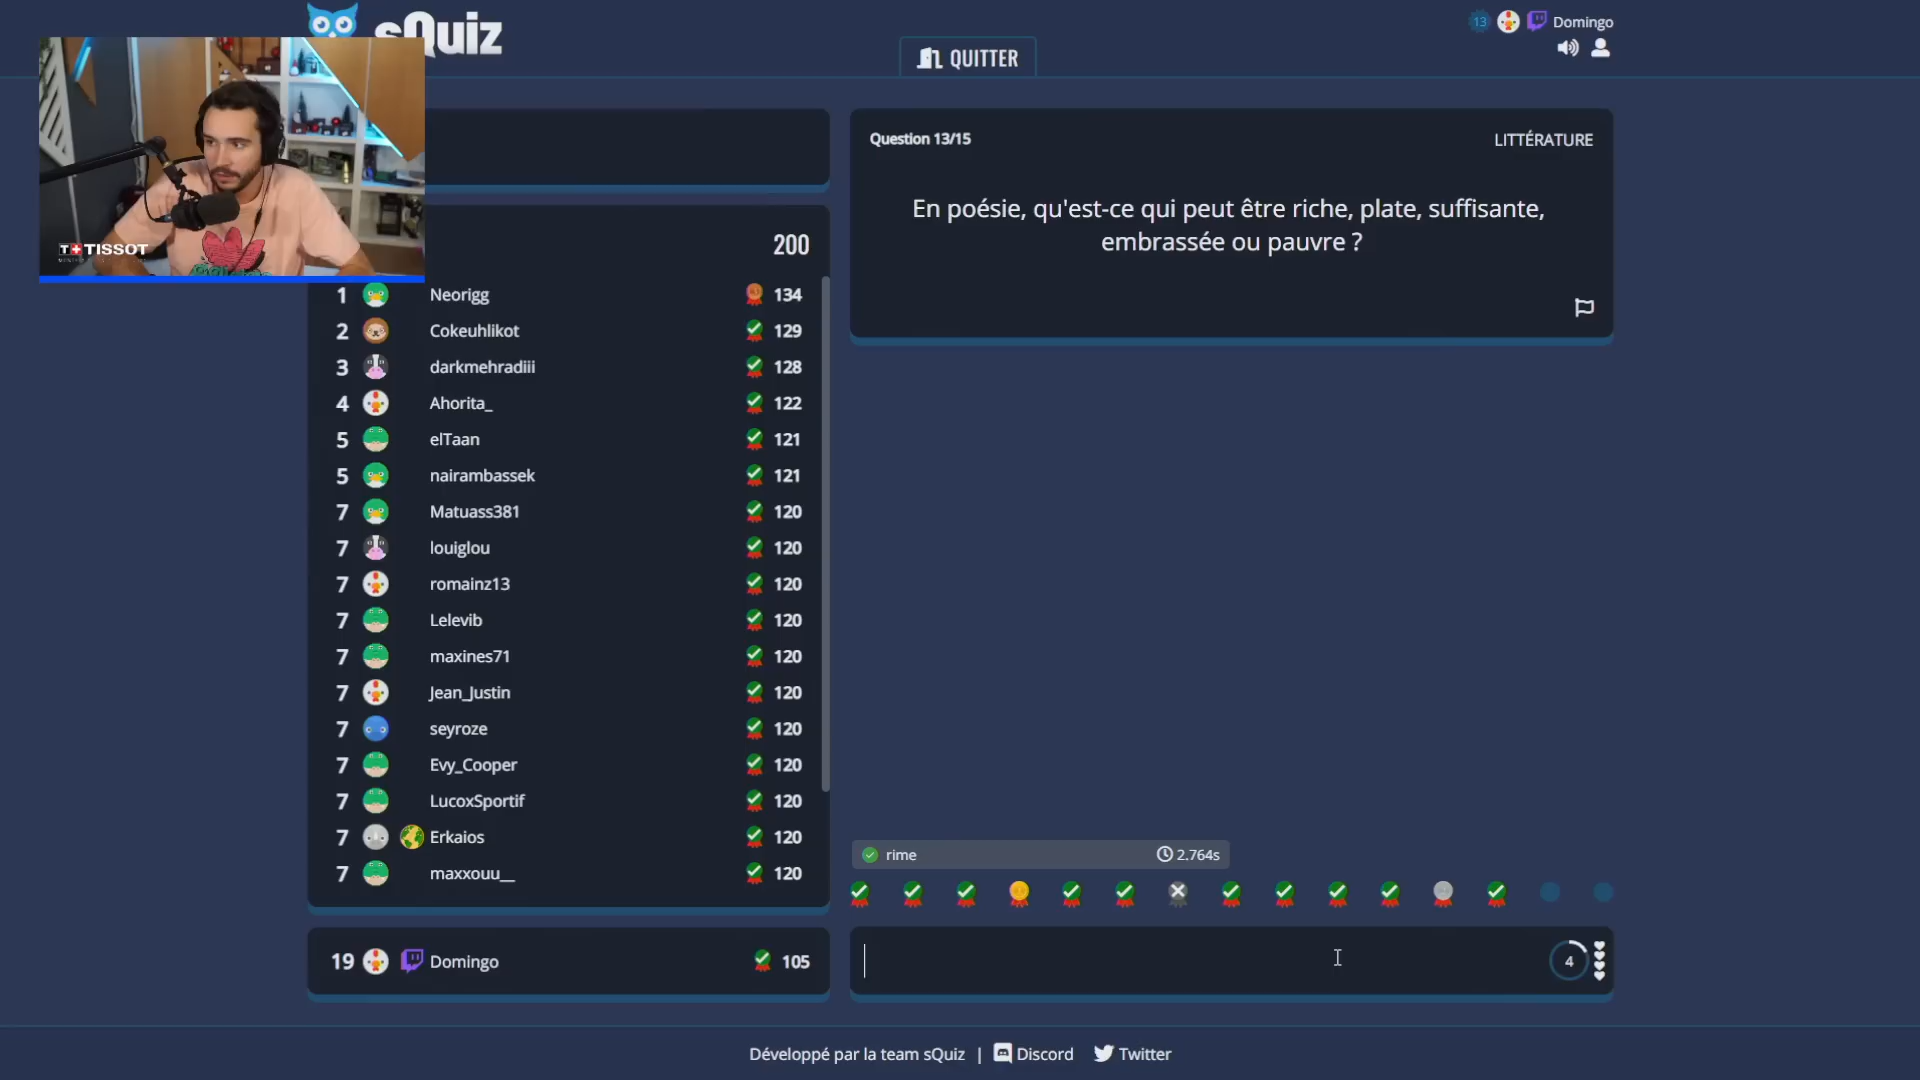 sQuiz
QUITTER
13 Domingo
TISSOT
200
1 Neorigg 134
2 Cokeuhlikot 129
3 darkmehradiii 128
4 Ahorita_ 122
5 elTaan 121
5 nairambassek 121
7 Matuass381 120
7 louiglou 120
7 romainz13 120
7 Lelevib 120
7 maxines71 120
7 Jean_Justin 120
7 seyroze 120
7 Evy_Cooper 120
7 LucoxSportif 120
7 Erkaios 120
7 maxxouu__ 120
19 Domingo 105
Question 13/15
LITTÉRATURE
En poésie, qu'est-ce qui peut être riche, plate, suffisante,
embrassée ou pauvre ?
rime 2.764s
4
Développé par la team sQuiz | Discord Twitter